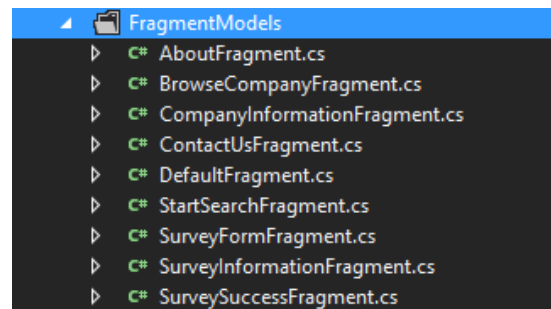 FragmentModels
C# AboutFragment.cs
C# BrowseCompanyFragment.cs
C# CompanyInformationFragment.cs
C# ContactUsFragment.cs
C# DefaultFragment.cs
C# StartSearchFragment.cs
C# SurveyFormFragment.cs
C# SurveyInformationFragment.cs
C# SurveySuccessFragment.cs